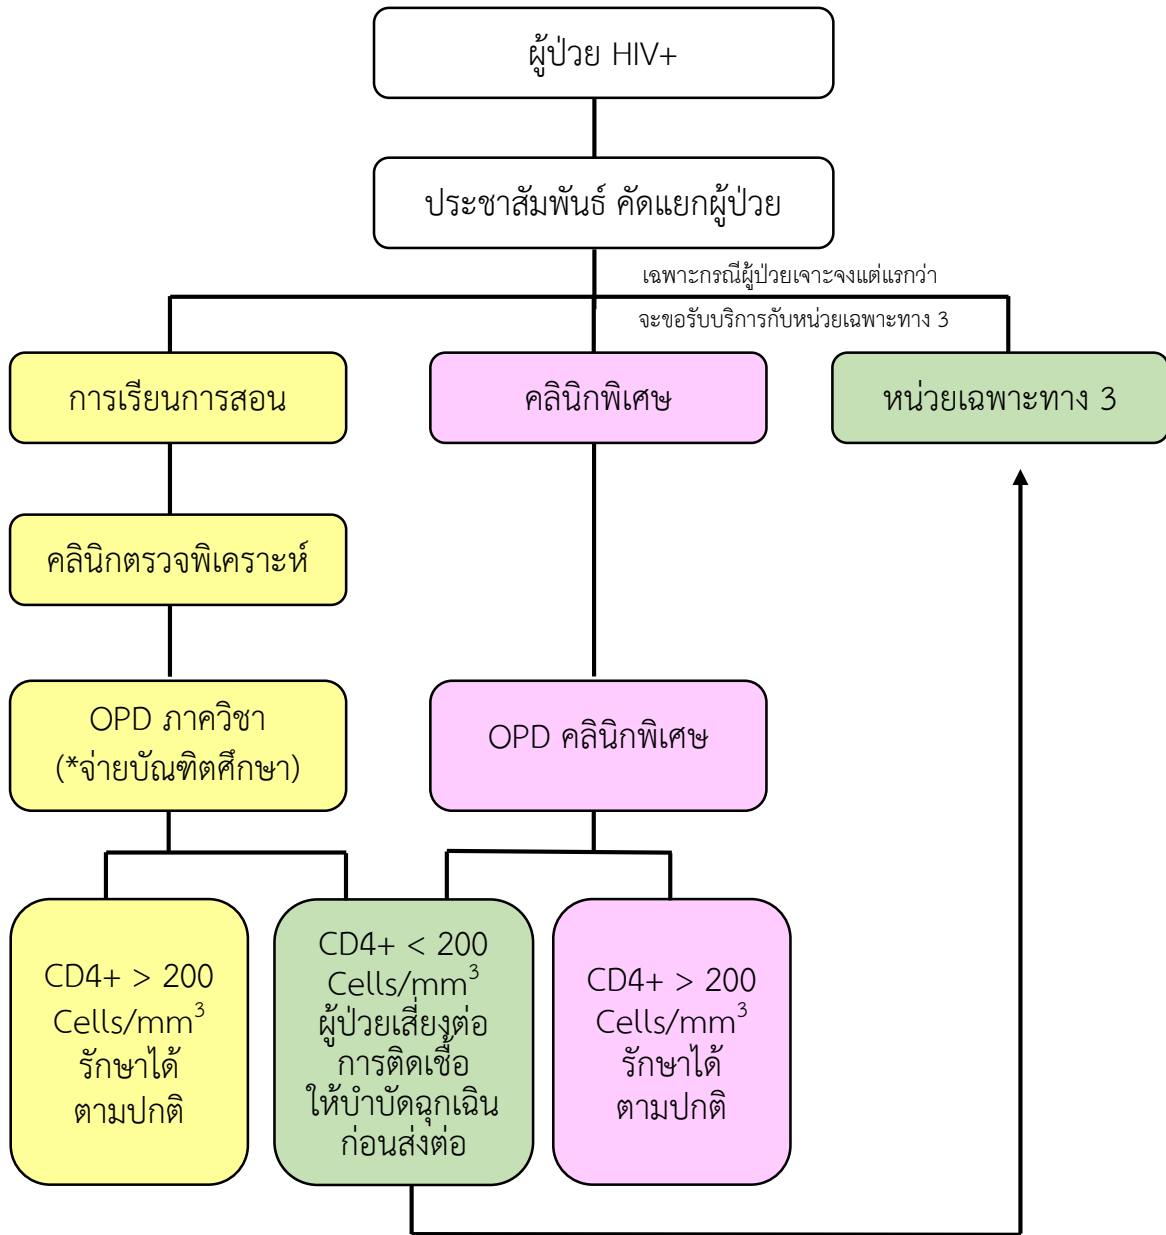 ผู้ป่วย HIV+
ประชาสัมพันธ์ คัดแยกผู้ป่วย
เฉพาะกรณีผู้ป่วยเจาะจงแต่แรกว่า
จะขอรับบริการกับหน่วยเฉพาะทาง 3
การเรียนการสอน
คลินิกพิเศษ
หน่วยเฉพาะทาง 3
คลินิกตรวจพิเคราะห์
OPD ภาควิชา
(*จ่ายบัณฑิตศึกษา)
OPD คลินิกพิเศษ
CD4+ > 200
Cells/mm³
รักษาได้
ตามปกติ
CD4+ < 200
Cells/mm³
ผู้ป่วยเสี่ยงต่อ
การติดเชื้อ
ให้บำบัดฉุกเฉิน
ก่อนส่งต่อ
CD4+ > 200
Cells/mm³
รักษาได้
ตามปกติ